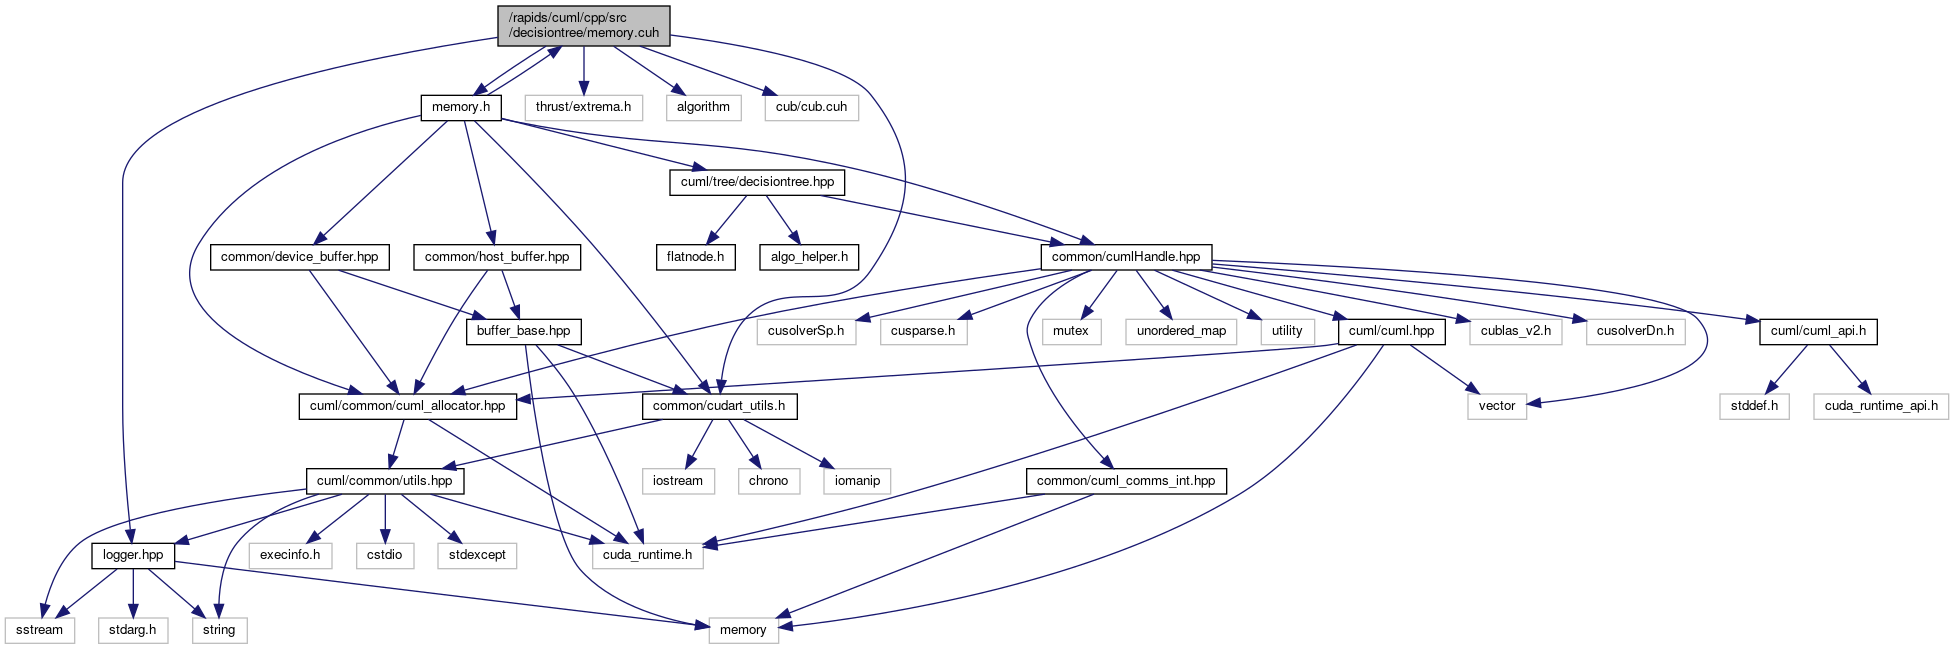 /rapids/cuml/cpp/src
/decisiontree/memory.cuh
memory.h
thrust/extrema.h
algorithm
cub/cub.cuh
cuml/tree/decisiontree.hpp
common/device_buffer.hpp
common/host_buffer.hpp
flatnode.h
algo_helper.h
common/cumlHandle.hpp
buffer_base.hpp
cusolverSp.h
cusparse.h
mutex
unordered_map
utility
cuml/cuml.hpp
cublas_v2.h
cusolverDn.h
cuml/cuml_api.h
cuml/common/cuml_allocator.hpp
common/cudart_utils.h
vector
stddef.h
cuda_runtime_api.h
cuml/common/utils.hpp
iostream
chrono
iomanip
common/cuml_comms_int.hpp
logger.hpp
execinfo.h
cstdio
stdexcept
cuda_runtime.h
sstream
stdarg.h
string
memory